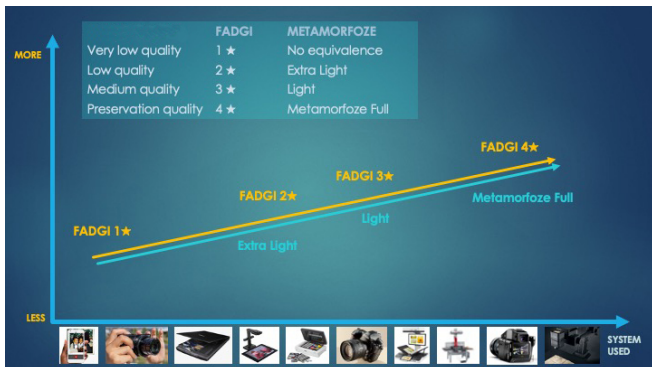 FADGI METAMORFOZE
Very low quality 1 ★ No equivalence
Low quality 2 ★ Extra Light
Medium quality 3 ★ Light
Preservation quality 4 ★ Metamorfoze Full
MORE
FADGI 4★
FADGI 3★
FADGI 2★
Metamorfoze Full
Light
FADGI 1★
Extra Light
LESS
SYSTEM
USED